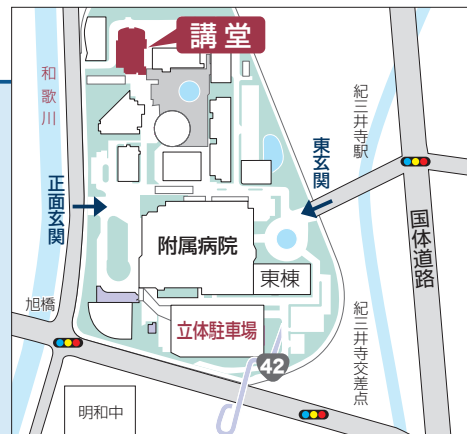 講堂
和歌川
紀三井寺駅
東玄関
正面玄関
国体道路
附属病院
東棟
旭橋
立体駐車場
42
紀三井寺交差点
明和中